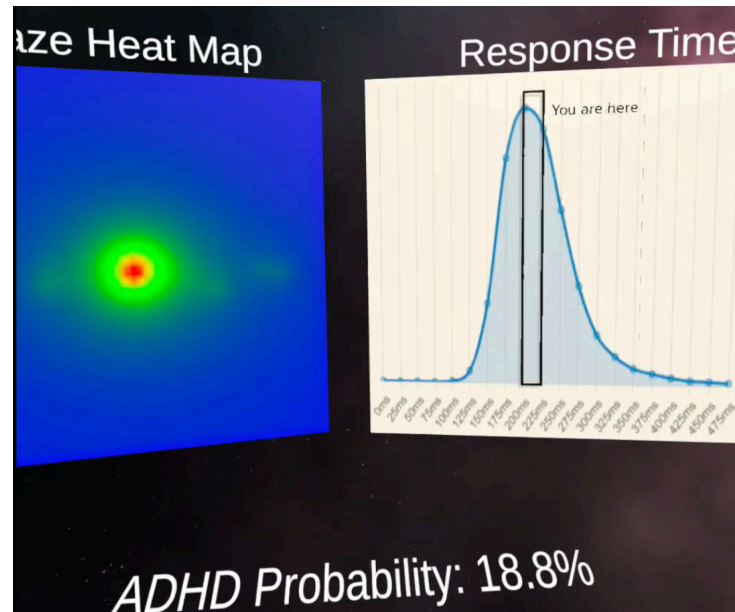 aze Heat Map
Response Time
You are here
0ms
25ms
50ms
75ms
100ms
125ms
150ms
175ms
200ms
225ms
250ms
275ms
300ms
325ms
350ms
375ms
400ms
425ms
450ms
475ms
ADHD Probability: 18.8%